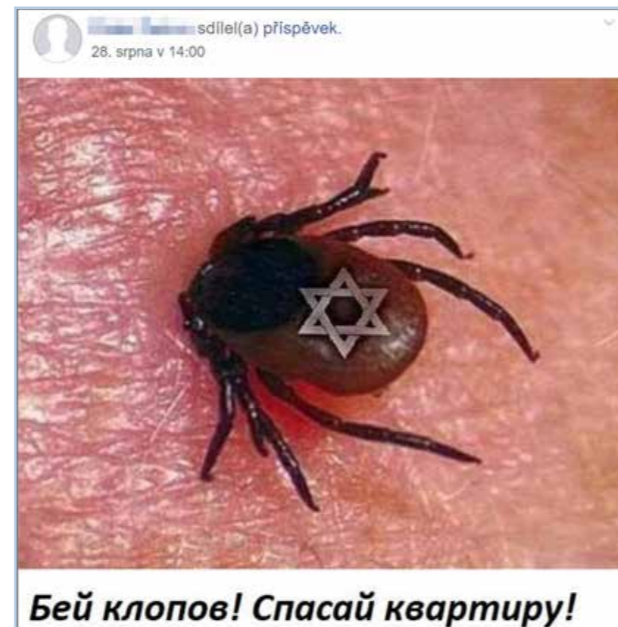 sdílel(a) příspěvek.
28. srpna v 14:00
Бей клопов! Спасай квартиру!